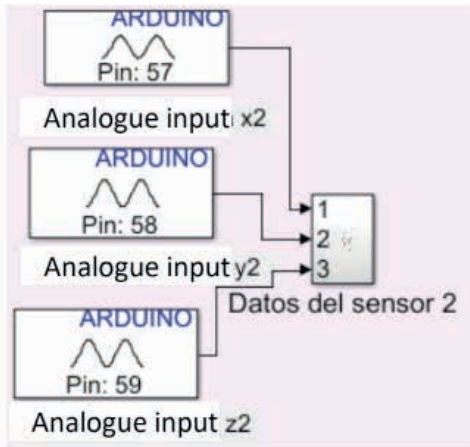 ARDUINO
Pin: 57
Analogue input x2
ARDUINO
Pin: 58
Analogue input y2
1
2
3
Datos del sensor 2
ARDUINO
Pin: 59
Analogue input z2